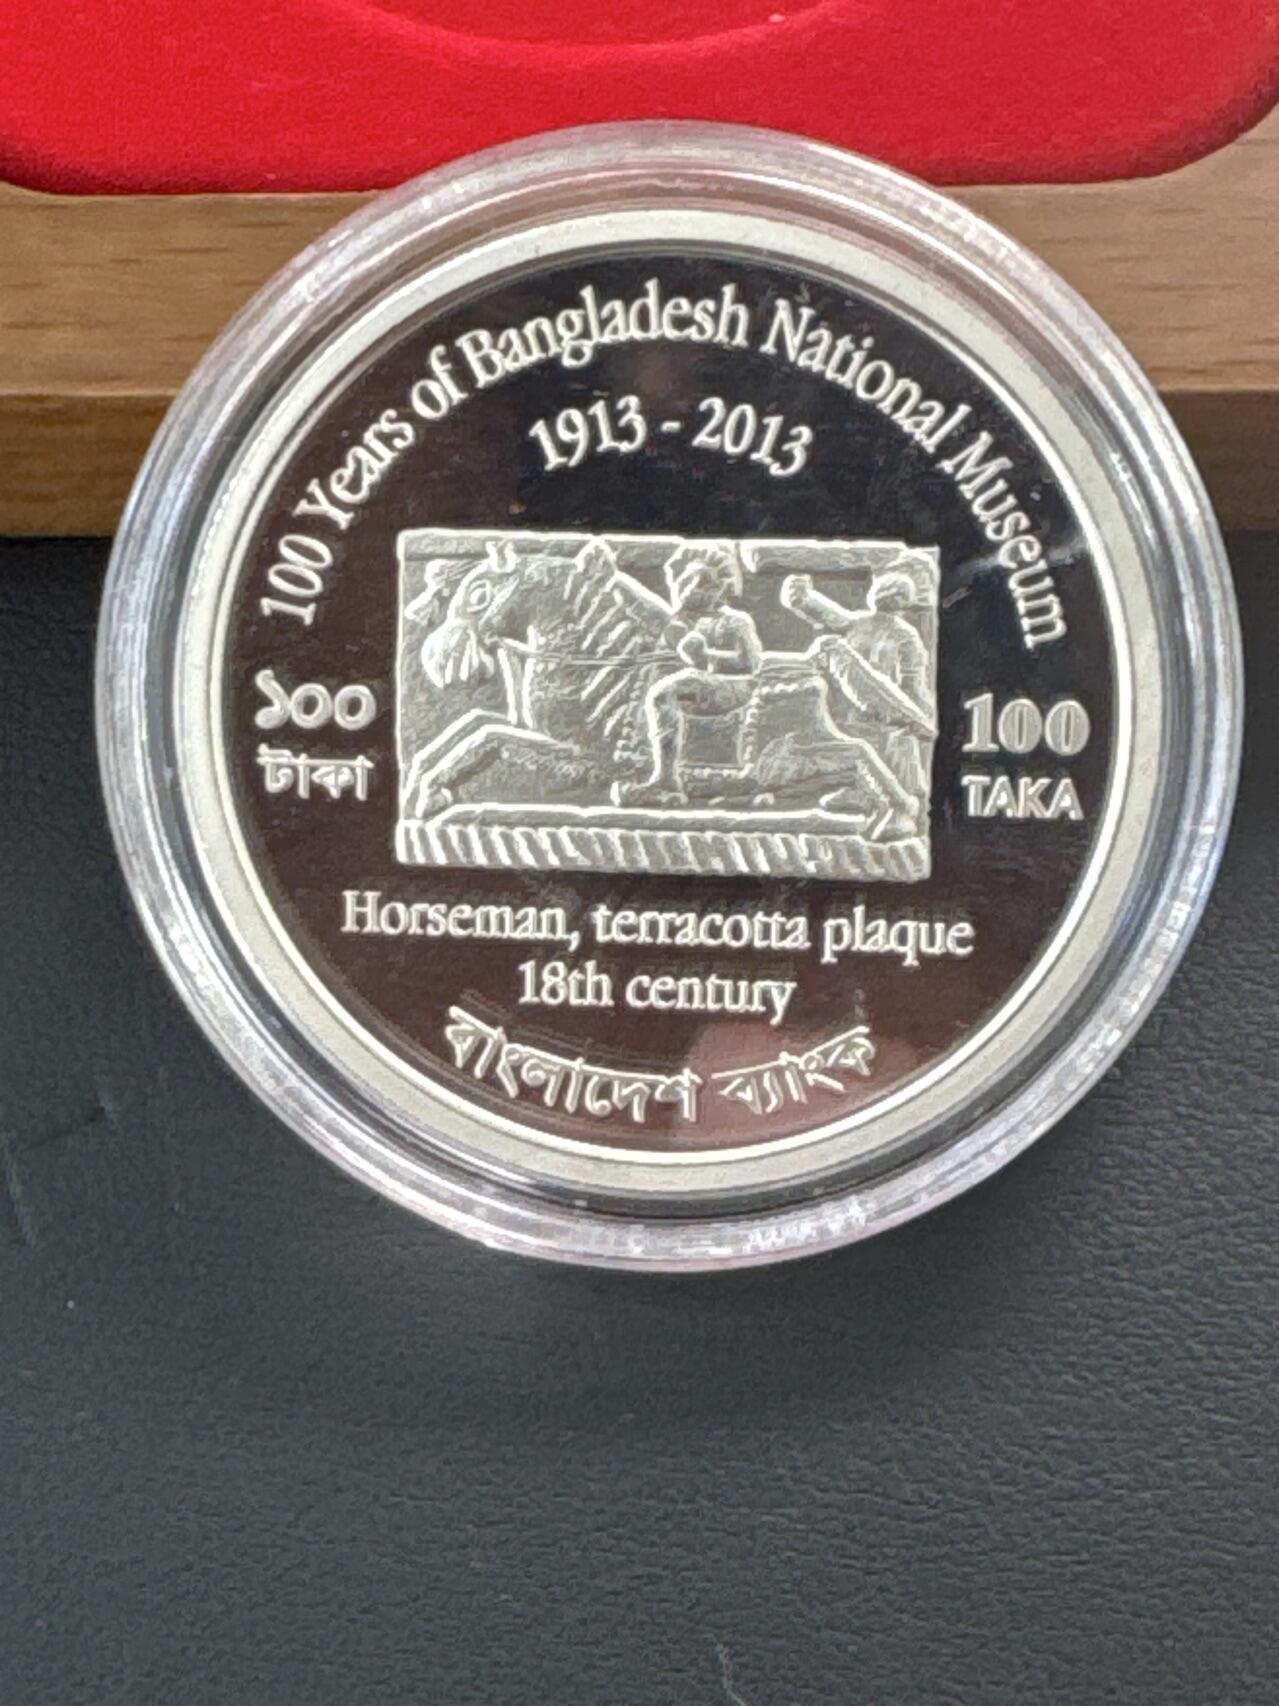 100 Years of Bangladesh National Museum
1913 - 2013
১০০
টাকা
100
TAKA
Horseman, terracotta plaque
18th century
বাংলাদেশ ব্যাংক